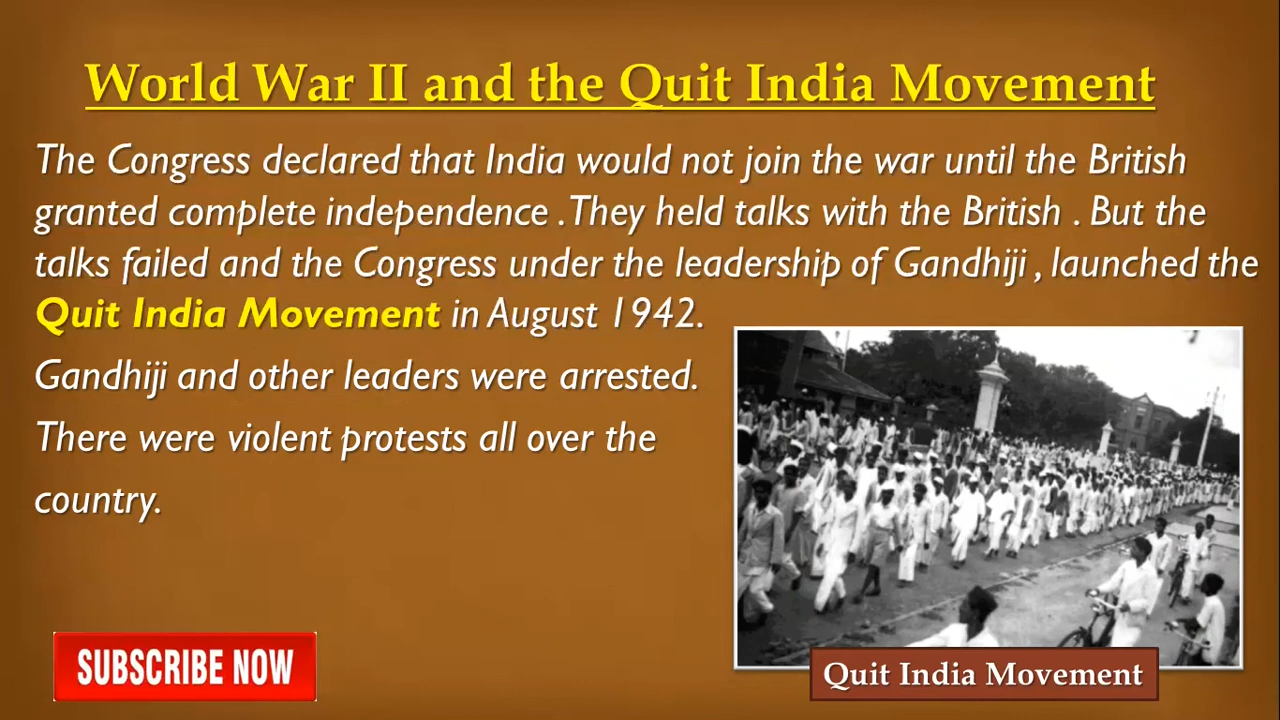 World War II and the Quit India Movement
The Congress declared that India would not join the war until the British
granted complete independence . They held talks with the British . But the
talks failed and the Congress under the leadership of Gandhiji , launched the
Quit India Movement in August 1942.
Gandhiji and other leaders were arrested.
There were violent protests all over the
country.
SUBSCRIBE NOW
Quit India Movement